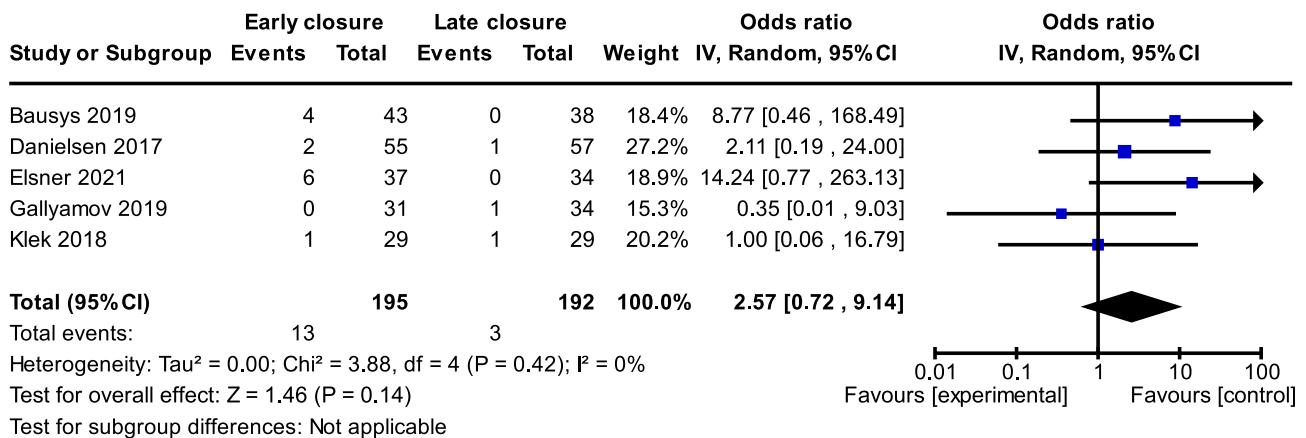 Early closure Late closure Odds ratio Odds ratio
Study or Subgroup Events Total Events Total Weight IV, Random, 95% CI IV, Random, 95% CI
Bausys 2019 4 43 0 38 18.4% 8.77 [0.46 , 168.49]
Danielsen 2017 2 55 1 57 27.2% 2.11 [0.19 , 24.00]
Elsner 2021 6 37 0 34 18.9% 14.24 [0.77 , 263.13]
Gallyamov 2019 0 31 1 34 15.3% 0.35 [0.01 , 9.03]
Klek 2018 1 29 1 29 20.2% 1.00 [0.06 , 16.79]
Total (95% CI) 195 192 100.0% 2.57 [0.72 , 9.14]
Total events: 13 3
Heterogeneity: Tau² = 0.00; Chi² = 3.88, df = 4 (P = 0.42); I² = 0%
Test for overall effect: Z = 1.46 (P = 0.14)
Test for subgroup differences: Not applicable
0.01 0.1 1 10 100
Favours [experimental] Favours [control]